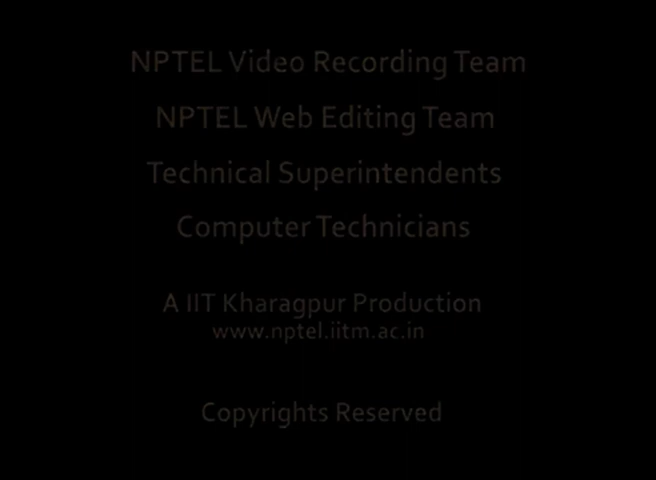 NPTEL Video Recording Team
NPTEL Web Editing Team
Technical Superintendents
Computer Technicians
A IIT Kharagpur Production
www.nptel.iitm.ac.in
Copyrights Reserved